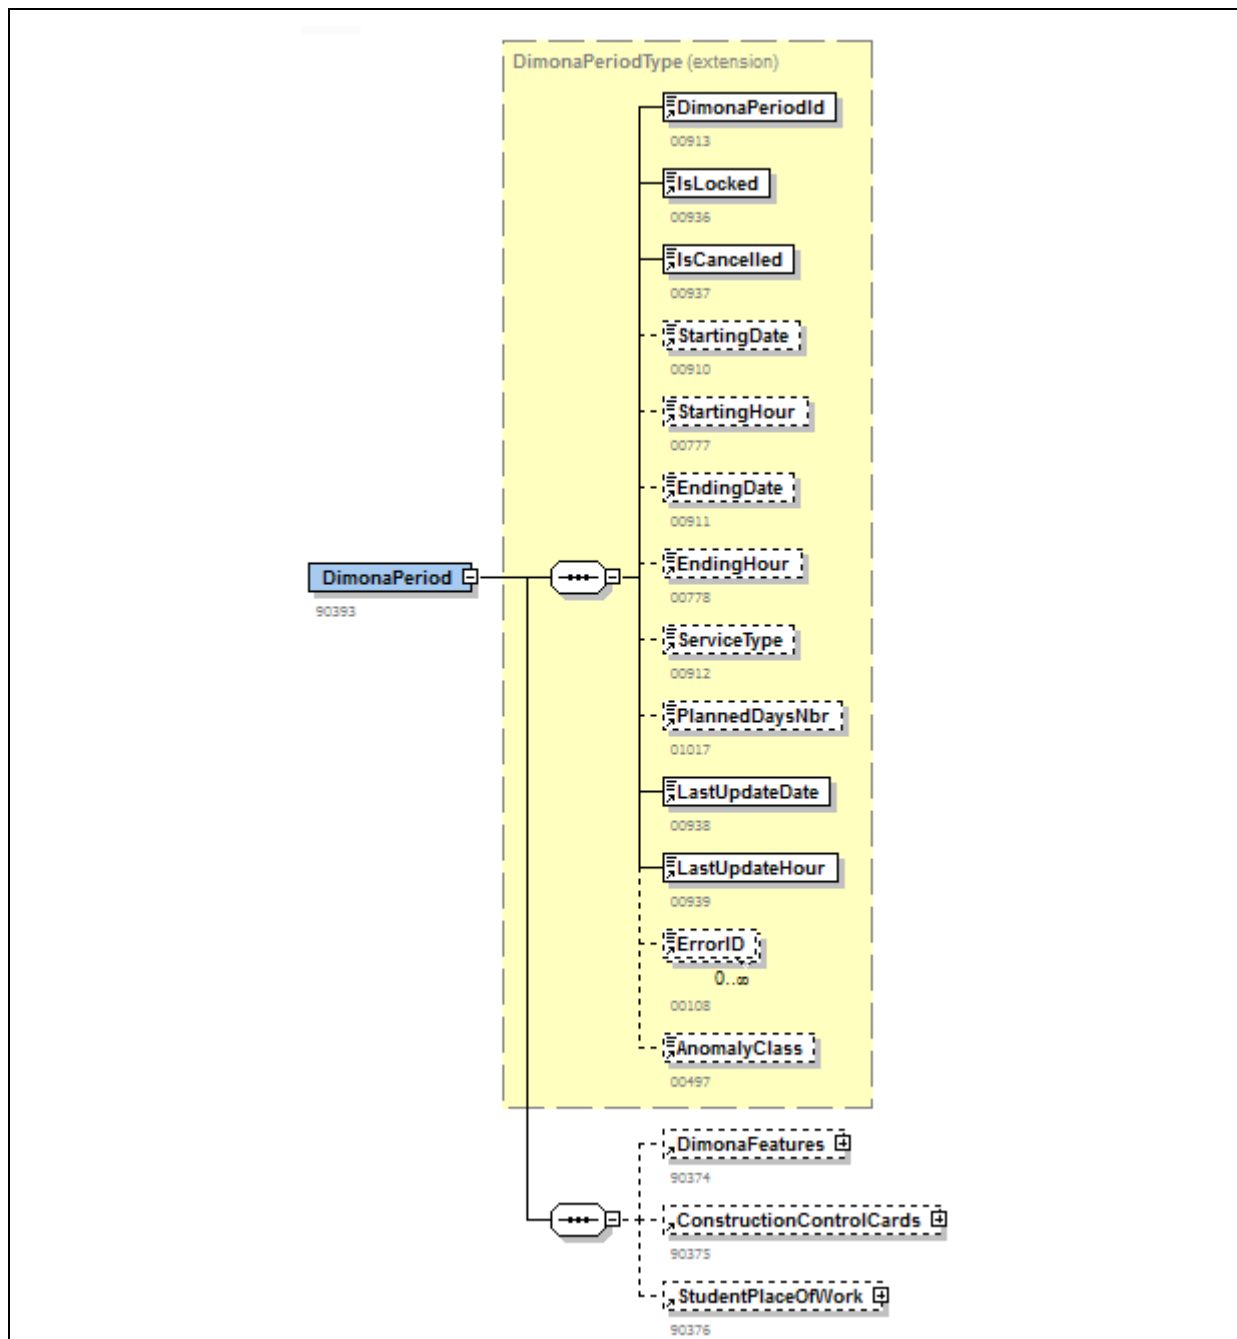 DimonaPeriodType (extension)
DimonaPeriodId
00913
IsLocked
00936
IsCancelled
00937
StartingDate
00910
StartingHour
00777
EndingDate
00911
EndingHour
00778
DimonaPeriod
90393
ServiceType
00912
PlannedDaysNbr
01017
LastUpdateDate
00938
LastUpdateHour
00939
ErrorID
0..∞
00108
AnomalyClass
00497
DimonaFeatures
90374
ConstructionControlCards
90375
StudentPlaceOfWork
90376